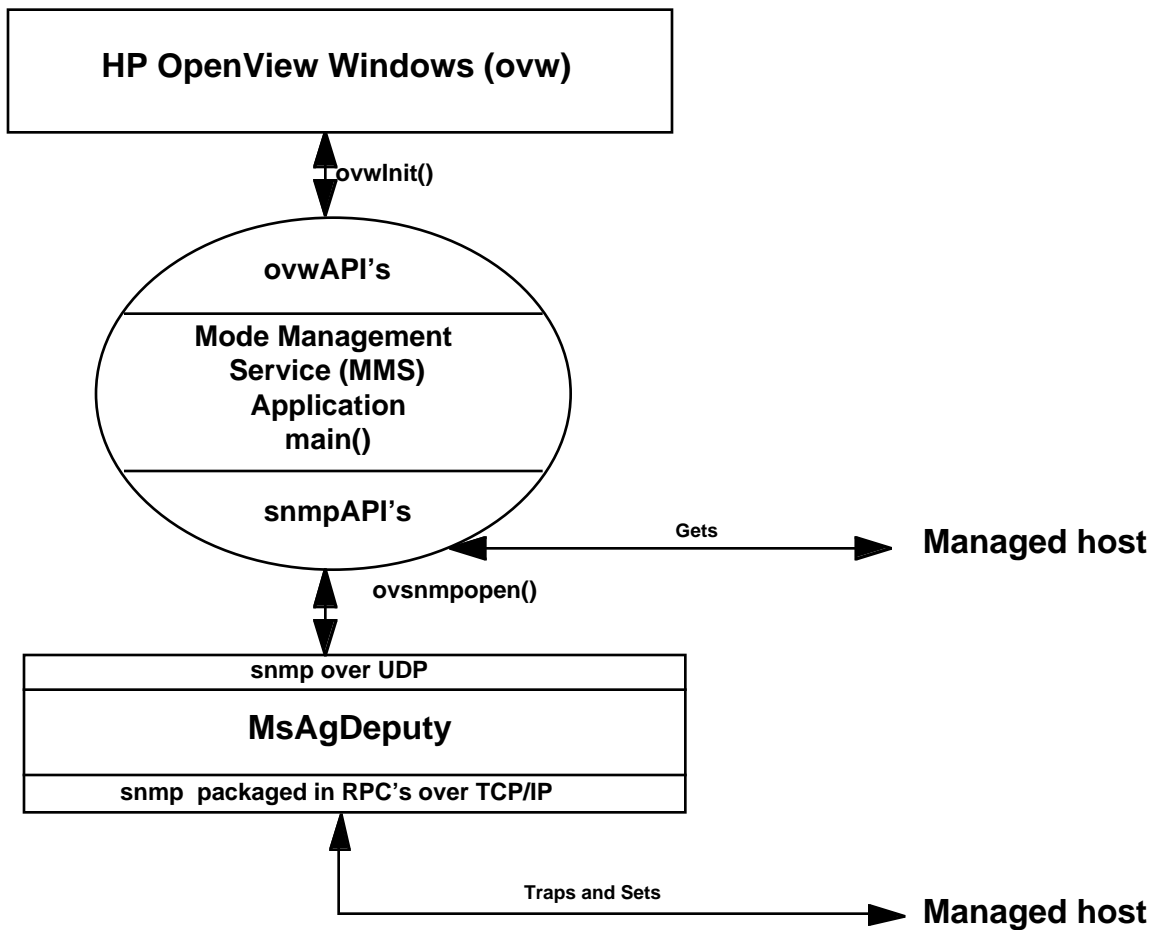 HP OpenView Windows (ovw)
ovwInit()
ovwAPI’s
Mode Management
Service (MMS)
Application
main()
snmpAPI’s
Gets
Managed host
ovsnmpopen()
snmp over UDP
MsAgDeputy
snmp packaged in RPC’s over TCP/IP
Traps and Sets
Managed host